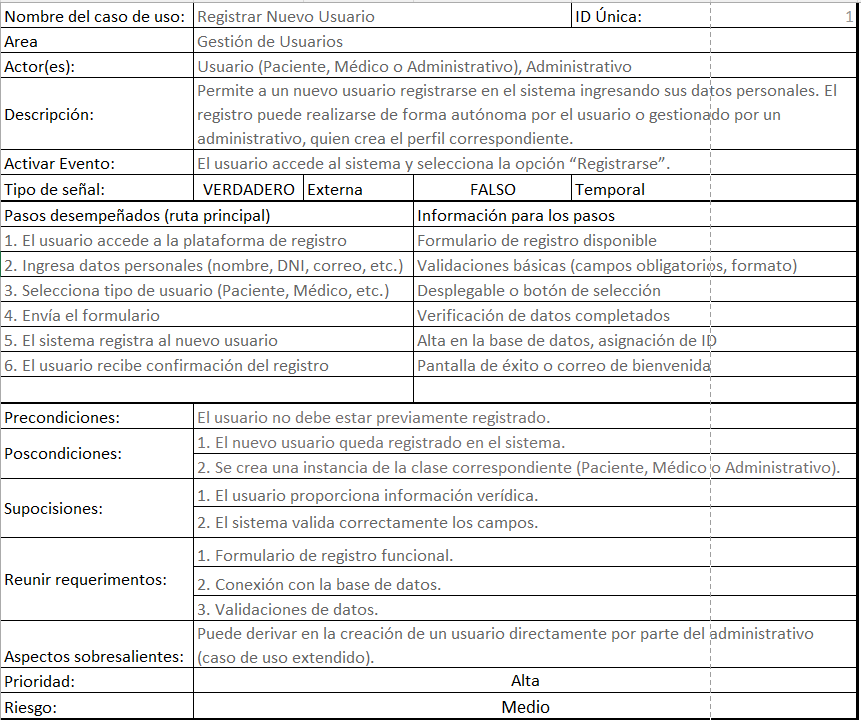 Nombre del caso de uso: Registrar Nuevo Usuario ID Única: 1
Area Gestión de Usuarios
Actor(es): Usuario (Paciente, Médico o Administrativo), Administrativo
Descripción: Permite a un nuevo usuario registrarse en el sistema ingresando sus datos personales. El
registro puede realizarse de forma autónoma por el usuario o gestionado por un
administrativo, quien crea el perfil correspondiente.
Activar Evento: El usuario accede al sistema y selecciona la opción “Registrarse”.
Tipo de señal: VERDADERO Externa FALSO Temporal
Pasos desempeñados (ruta principal) Información para los pasos
1. El usuario accede a la plataforma de registro Formulario de registro disponible
2. Ingresa datos personales (nombre, DNI, correo, etc.) Validaciones básicas (campos obligatorios, formato)
3. Selecciona tipo de usuario (Paciente, Médico, etc.) Desplegable o botón de selección
4. Envía el formulario Verificación de datos completados
5. El sistema registra al nuevo usuario Alta en la base de datos, asignación de ID
6. El usuario recibe confirmación del registro Pantalla de éxito o correo de bienvenida
Precondiciones: El usuario no debe estar previamente registrado.
Poscondiciones: 1. El nuevo usuario queda registrado en el sistema.
2. Se crea una instancia de la clase correspondiente (Paciente, Médico o Administrativo).
Supocisiones: 1. El usuario proporciona información verídica.
2. El sistema valida correctamente los campos.
Reunir requerimentos: 1. Formulario de registro funcional.
2. Conexión con la base de datos.
3. Validaciones de datos.
Aspectos sobresalientes: Puede derivar en la creación de un usuario directamente por parte del administrativo
(caso de uso extendido).
Prioridad: Alta
Riesgo: Medio